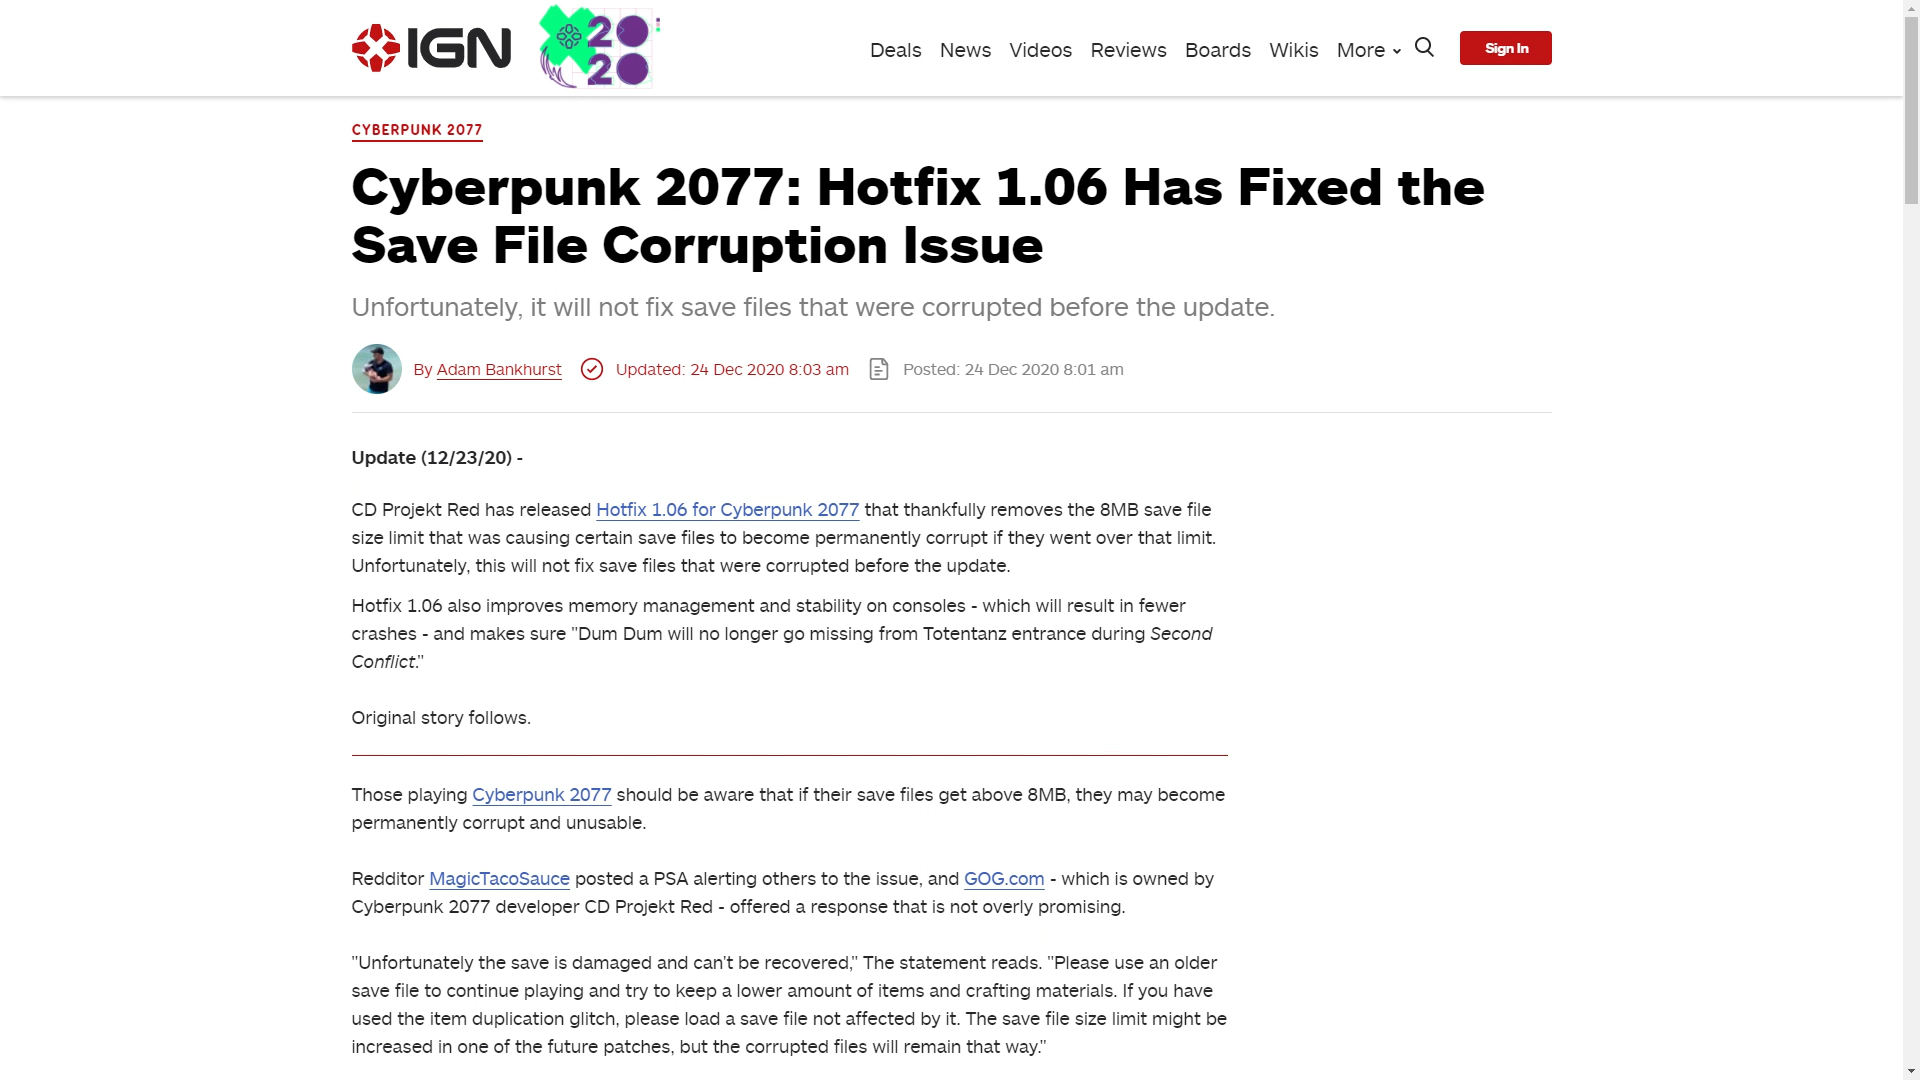 IGN
20
20
Deals News Videos Reviews Boards Wikis More
Sign In
CYBERPUNK 2077
Cyberpunk 2077: Hotfix 1.06 Has Fixed the
Save File Corruption Issue
Unfortunately, it will not fix save files that were corrupted before the update.
By Adam Bankhurst Updated: 24 Dec 2020 8:03 am Posted: 24 Dec 2020 8:01 am
Update (12/23/20) -
CD Projekt Red has released Hotfix 1.06 for Cyberpunk 2077 that thankfully removes the 8MB save file
size limit that was causing certain save files to become permanently corrupt if they went over that limit.
Unfortunately, this will not fix save files that were corrupted before the update.
Hotfix 1.06 also improves memory management and stability on consoles - which will result in fewer
crashes - and makes sure "Dum Dum will no longer go missing from Totentanz entrance during Second
Conflict."
Original story follows.
Those playing Cyberpunk 2077 should be aware that if their save files get above 8MB, they may become
permanently corrupt and unusable.
Redditor MagicTacoSauce posted a PSA alerting others to the issue, and GOG.com - which is owned by
Cyberpunk 2077 developer CD Projekt Red - offered a response that is not overly promising.
"Unfortunately the save is damaged and can't be recovered," The statement reads. "Please use an older
save file to continue playing and try to keep a lower amount of items and crafting materials. If you have
used the item duplication glitch, please load a save file not affected by it. The save file size limit might be
increased in one of the future patches, but the corrupted files will remain that way."